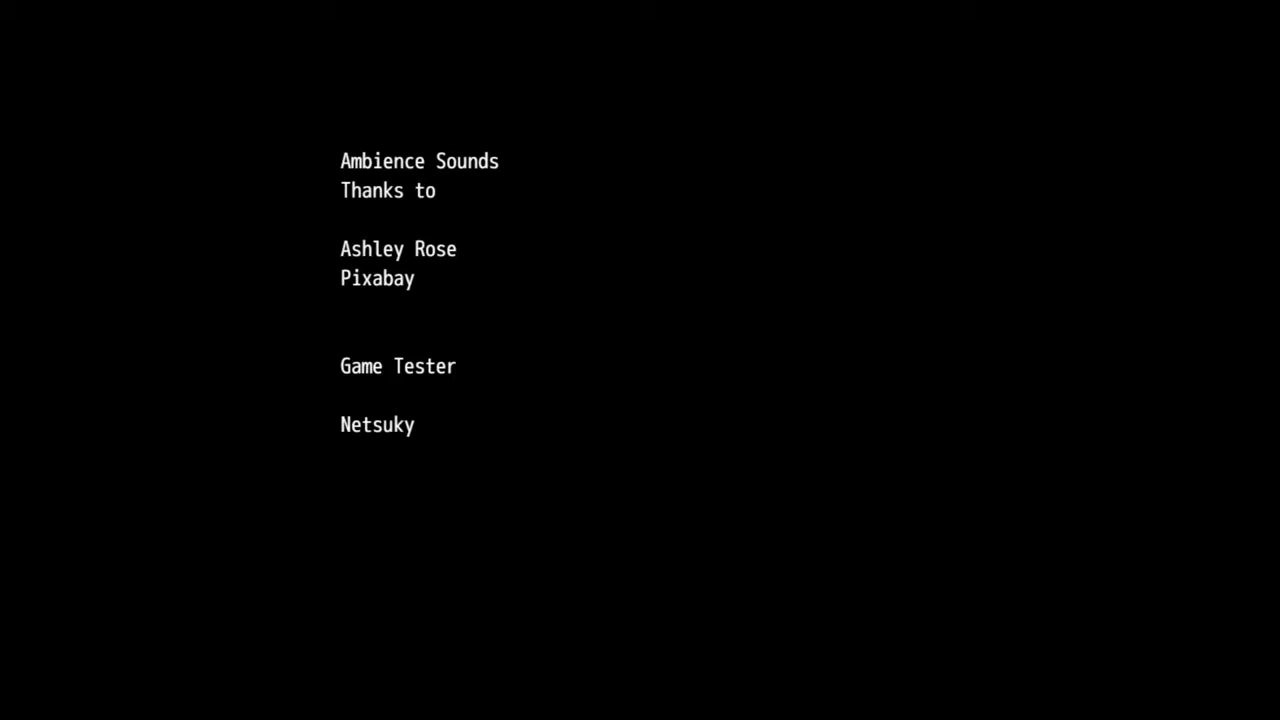 Ambience Sounds
Thanks to
Ashley Rose
Pixabay
Game Tester
Netsuky